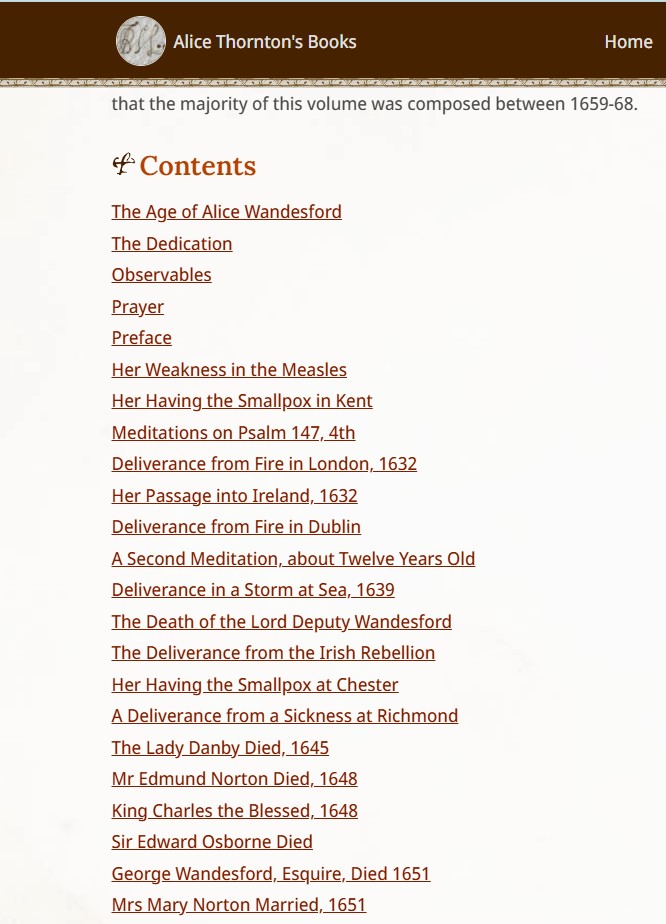 Alice Thornton's Books
Home
that the majority of this volume was composed between 1659-68.
Contents
The Age of Alice Wandesford
The Dedication
Observables
Prayer
Preface
Her Weakness in the Measles
Her Having the Smallpox in Kent
Meditations on Psalm 147, 4th
Deliverance from Fire in London, 1632
Her Passage into Ireland, 1632
Deliverance from Fire in Dublin
A Second Meditation, about Twelve Years Old
Deliverance in a Storm at Sea, 1639
The Death of the Lord Deputy Wandesford
The Deliverance from the Irish Rebellion
Her Having the Smallpox at Chester
A Deliverance from a Sickness at Richmond
The Lady Danby Died, 1645
Mr Edmund Norton Died, 1648
King Charles the Blessed, 1648
Sir Edward Osborne Died
George Wandesford, Esquire, Died 1651
Mrs Mary Norton Married, 1651